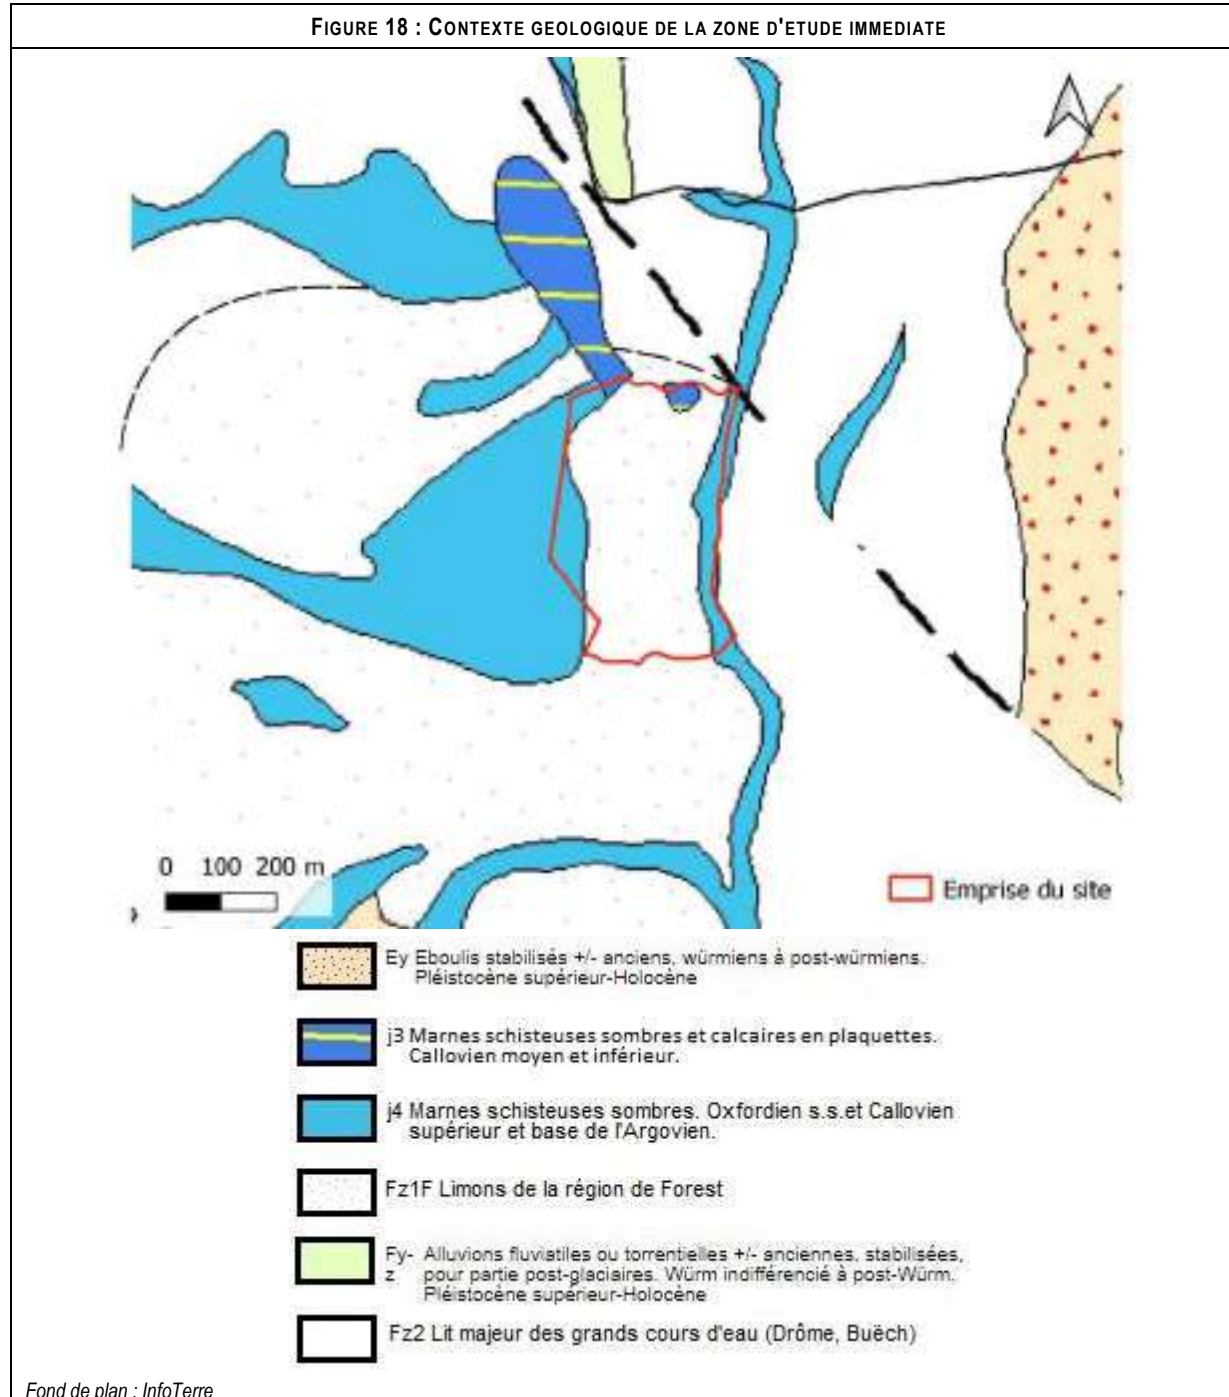 FIGURE 18 : CONTEXTE GEOLOGIQUE DE LA ZONE D'ETUDE IMMEDIATE
0 100 200 m
Emprise du site
Ey Eboulis stabilisés +/- anciens, würmiens à post-würmiens.
Pléistocène supérieur-Holocène
j3 Marnes schisteuses sombres et calcaires en plaquettes.
Callovien moyen et inférieur.
j4 Marnes schisteuses sombres. Oxfordien s.s.et Callovien
supérieur et base de l'Argovien.
Fz1F Limons de la région de Forest
Fy- Alluvions fluviatiles ou torrentielles +/- anciennes, stabilisées,
z pour partie post-glaciaires. Würm indifférencié à post-Würm.
Pléistocène supérieur-Holocène
Fz2 Lit majeur des grands cours d'eau (Drôme, Buëch)
Fond de plan : InfoTerre